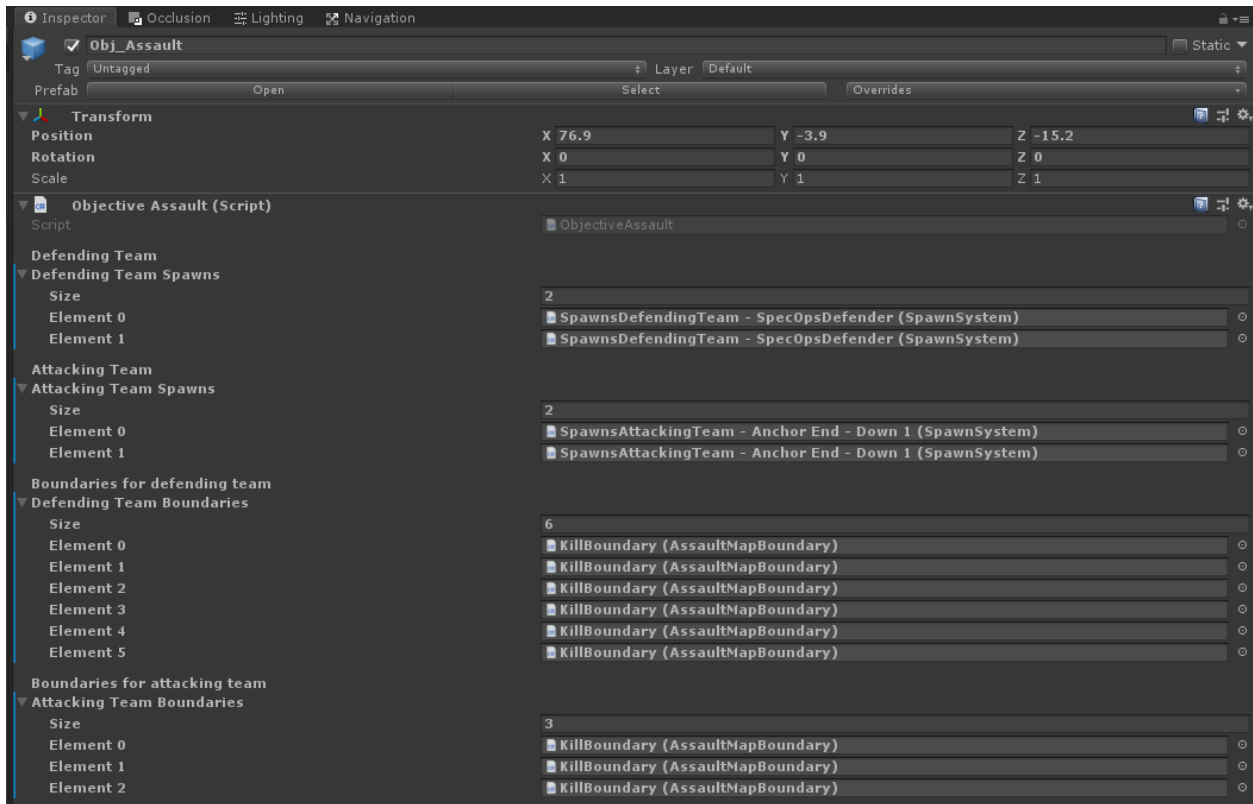 Inspector Occlusion Lighting Navigation
Obj_Assault Static
Tag Untagged Layer Default
Prefab Open Select Overrides
Transform
Position X 76.9 Y -3.9 Z -15.2
Rotation X 0 Y 0 Z 0
Scale X 1 Y 1 Z 1
Objective Assault (Script)
Script ObjectiveAssault
Defending Team
Defending Team Spawns
Size 2
Element 0 SpawnsDefendingTeam - SpecOpsDefender (SpawnSystem)
Element 1 SpawnsDefendingTeam - SpecOpsDefender (SpawnSystem)
Attacking Team
Attacking Team Spawns
Size 2
Element 0 SpawnsAttackingTeam - Anchor End - Down 1 (SpawnSystem)
Element 1 SpawnsAttackingTeam - Anchor End - Down 1 (SpawnSystem)
Boundaries for defending team
Defending Team Boundaries
Size 6
Element 0 KillBoundary (AssaultMapBoundary)
Element 1 KillBoundary (AssaultMapBoundary)
Element 2 KillBoundary (AssaultMapBoundary)
Element 3 KillBoundary (AssaultMapBoundary)
Element 4 KillBoundary (AssaultMapBoundary)
Element 5 KillBoundary (AssaultMapBoundary)
Boundaries for attacking team
Attacking Team Boundaries
Size 3
Element 0 KillBoundary (AssaultMapBoundary)
Element 1 KillBoundary (AssaultMapBoundary)
Element 2 KillBoundary (AssaultMapBoundary)